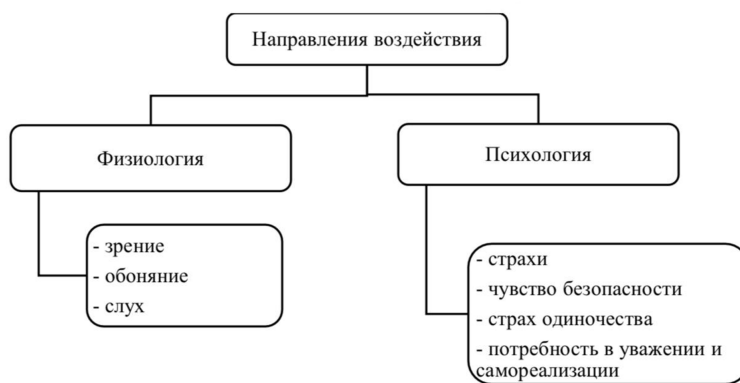 Направления воздействия
Физиология
Психология
- зрение
- обоняние
- слух
- страхи
- чувство безопасности
- страх одиночества
- потребность в уважении и
самореализации